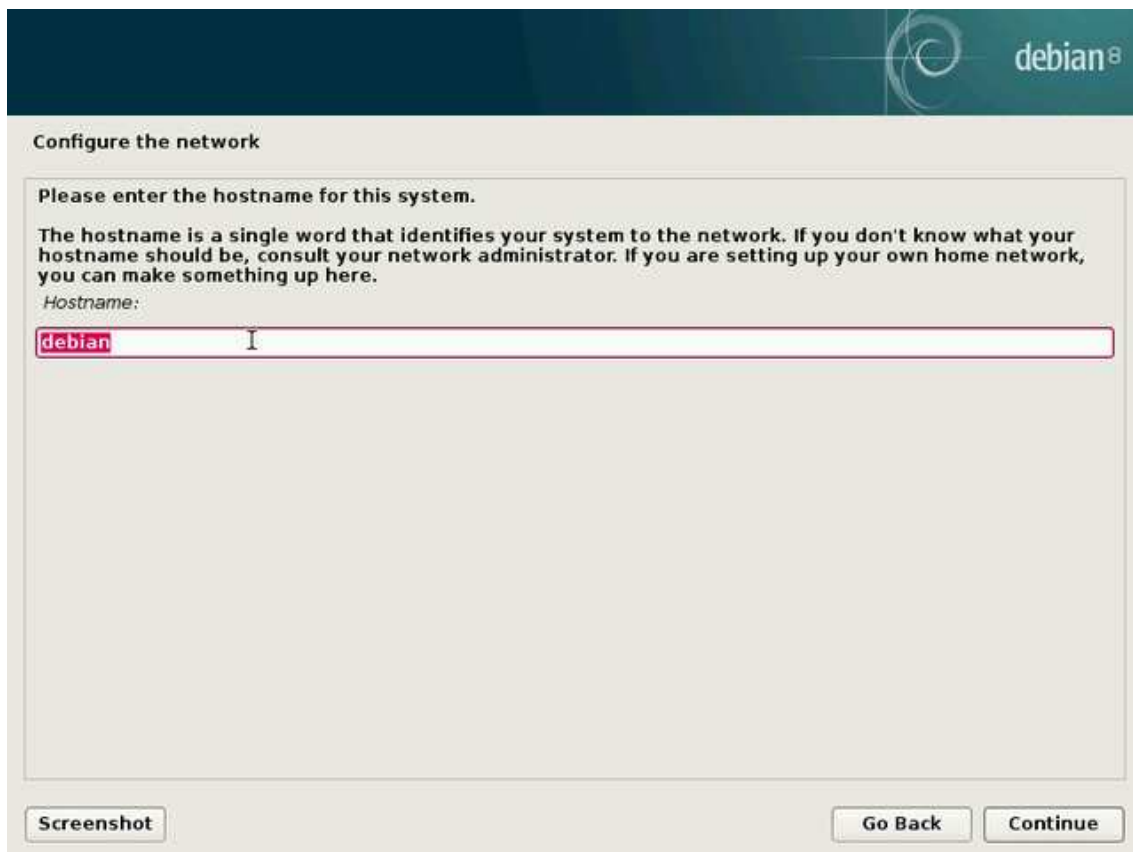 debian 8
Configure the network
Please enter the hostname for this system.
The hostname is a single word that identifies your system to the network. If you don't know what your
hostname should be, consult your network administrator. If you are setting up your own home network,
you can make something up here.
Hostname:
debian
Screenshot
Go Back
Continue